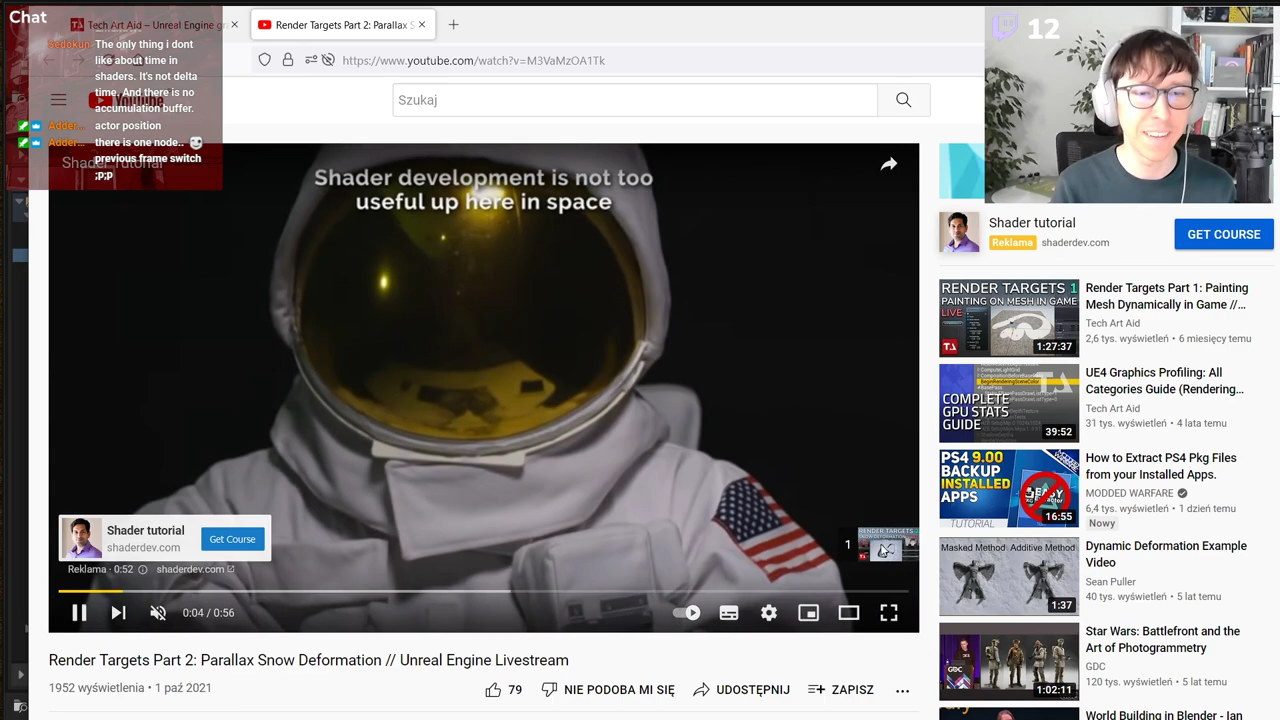 Chat
Tech Art Aid – Unreal Engine gr
Render Targets Part 2: Parallax S
SedoKun
The only thing i dont
like about time in
shaders. It's not delta
time. And there is no
accumulation buffer.
Adder...
actor position
Adder...
there is one node..
previous frame switch
;p;p
https://www.youtube.com/watch?v=M3VaMzOA1Tk
YouTube
Szukaj
12
Shader Tutorial
Shader development is not too
useful up here in space
Shader tutorial
shaderdev.com
Get Course
Reklama · 0:52
shaderdev.com
1
0:04 / 0:56
Render Targets Part 2: Parallax Snow Deformation // Unreal Engine Livestream
1952 wyświetlenia • 1 paź 2021
79
NIE PODOBA MI SIĘ
UDOSTĘPNIJ
ZAPISZ
Shader tutorial
Reklama shaderdev.com
GET COURSE
RENDER TARGETS 1
PAINTING ON MESH IN GAME
LIVE
1:27:37
Render Targets Part 1: Painting
Mesh Dynamically in Game //...
Tech Art Aid
2,6 tys. wyświetleń • 6 miesięcy temu
COMPLETE
GPU STATS
GUIDE
39:52
UE4 Graphics Profiling: All
Categories Guide (Rendering...
Tech Art Aid
31 tys. wyświetleń • 4 lata temu
PS4 9.00
BACKUP
INSTALLED
APPS
TUTORIAL
16:55
How to Extract PS4 Pkg Files
from your Installed Apps.
MODDED WARFARE
6,4 tys. wyświetleń • 1 dzień temu
Nowy
Masked Method Additive Method
1:37
Dynamic Deformation Example
Video
Sean Puller
40 tys. wyświetleń • 5 lat temu
GDC
1:02:11
Star Wars: Battlefront and the
Art of Photogrammetry
GDC
120 tys. wyświetleń • 5 lat temu
World Building in Blender - Ian